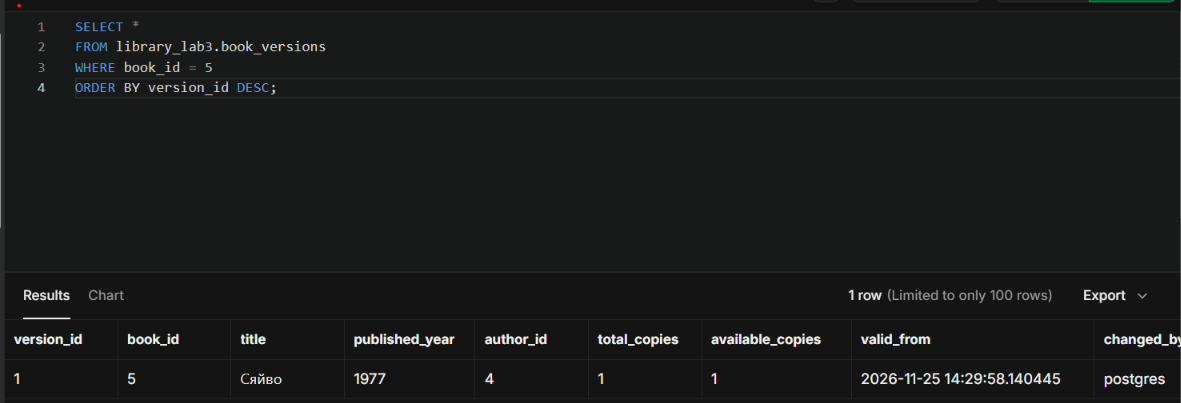 1 SELECT *
2 FROM library_lab3.book_versions
3 WHERE book_id = 5
4 ORDER BY version_id DESC;
Results Chart 1 row (Limited to only 100 rows) Export
version_id book_id title published_year author_id total_copies available_copies valid_from changed_by
1 5 Сяйво 1977 4 1 1 2026-11-25 14:29:58.140445 postgres